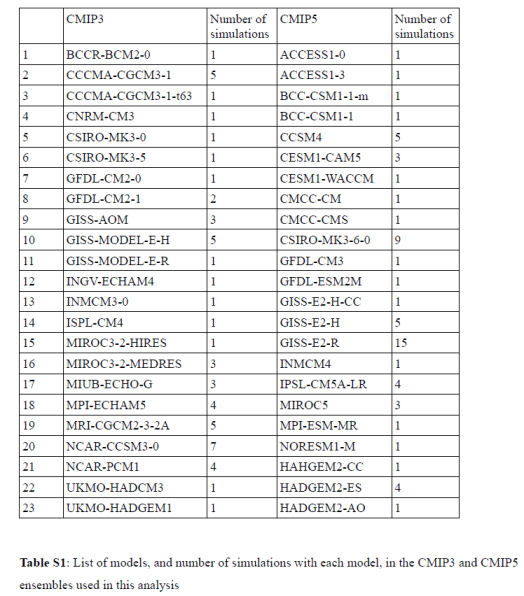 CMIP3 Number of simulations CMIP5 Number of simulations
1 BCCR-BCM2-0 1 ACCESS1-0 1
2 CCCMA-CGCM3-1 5 ACCESS1-3 1
3 CCCMA-CGCM3-1-t63 1 BCC-CSM1-1-m 1
4 CNRM-CM3 1 BCC-CSM1-1 1
5 CSIRO-MK3-0 1 CCSM4 5
6 CSIRO-MK3-5 1 CESM1-CAM5 3
7 GFDL-CM2-0 1 CESM1-WACCM 1
8 GFDL-CM2-1 2 CMCC-CM 1
9 GISS-AOM 3 CMCC-CMS 1
10 GISS-MODEL-E-H 5 CSIRO-MK3-6-0 9
11 GISS-MODEL-E-R 1 GFDL-CM3 1
12 INGV-ECHAM4 1 GFDL-ESM2M 1
13 INMCM3-0 1 GISS-E2-H-CC 1
14 ISPL-CM4 1 GISS-E2-H 5
15 MIROC3-2-HIRES 1 GISS-E2-R 15
16 MIROC3-2-MEDRES 3 INMCM4 1
17 MIUB-ECHO-G 3 IPSL-CM5A-LR 4
18 MPI-ECHAM5 4 MIROC5 3
19 MRI-CGCM2-3-2A 5 MPI-ESM-MR 1
20 NCAR-CCSM3-0 7 NORESM1-M 1
21 NCAR-PCM1 4 HAHGEM2-CC 1
22 UKMO-HADCM3 1 HADGEM2-ES 4
23 UKMO-HADGEM1 1 HADGEM2-AO 1
Table S1: List of models, and number of simulations with each model, in the CMIP3 and CMIP5
ensembles used in this analysis